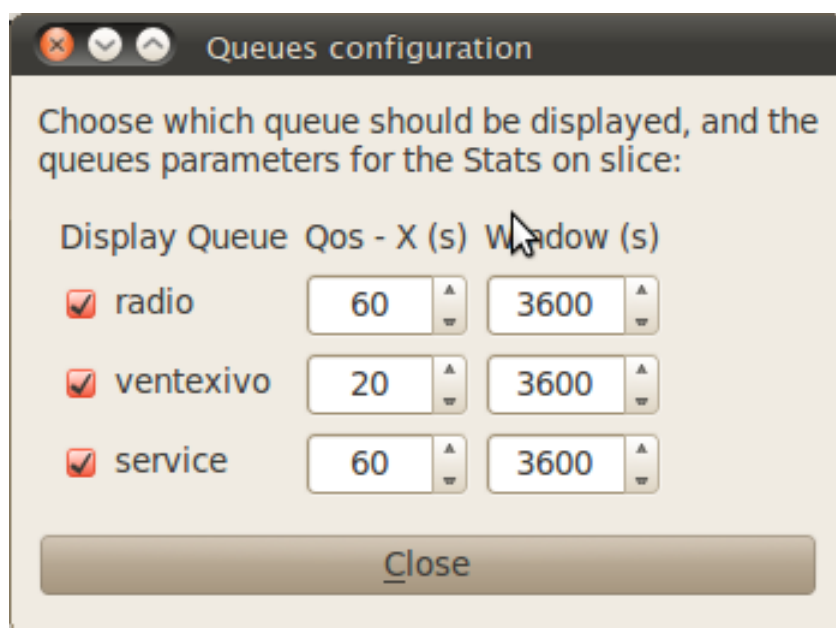 Queues configuration
Choose which queue should be displayed, and the
queues parameters for the Stats on slice:
Display Queue Qos - X (s) Window (s)
radio 60 3600
ventexivo 20 3600
service 60 3600
Close